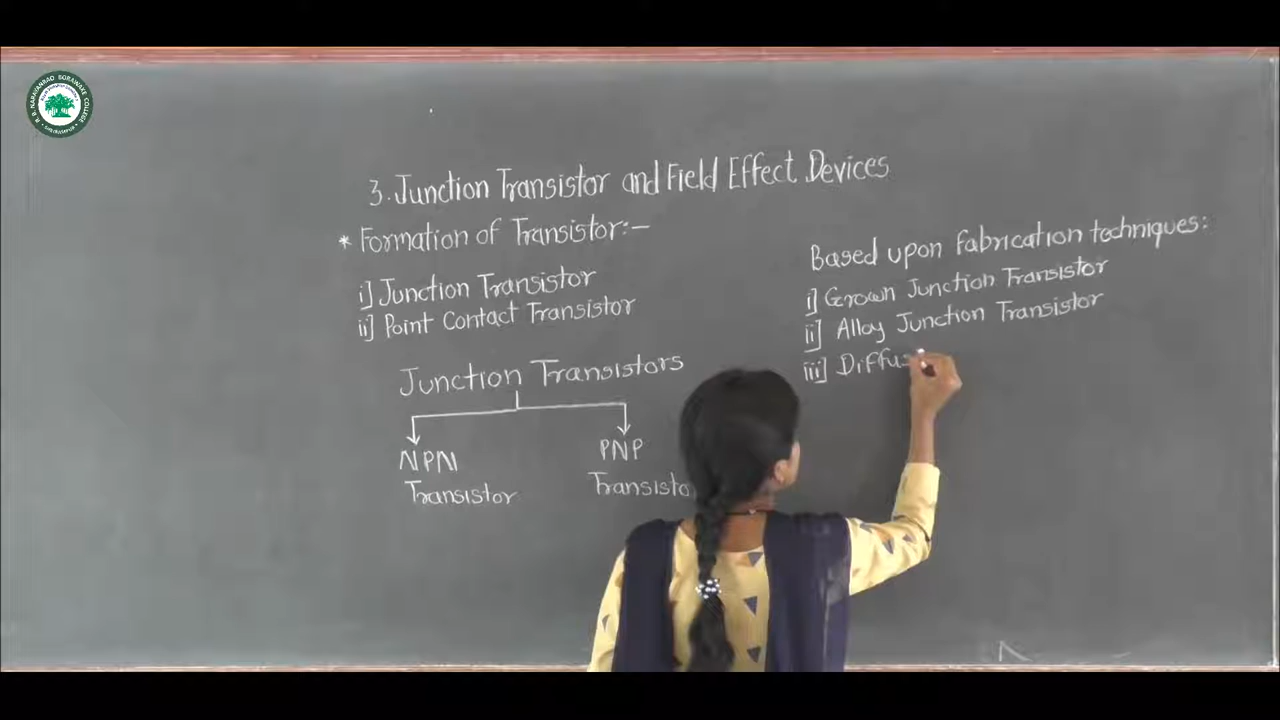 3. Junction Transistor and Field Effect Devices
* Formation of Transistor:-
i] Junction Transistor
ii] Point Contact Transistor
Junction Transistors
NPN
Transistor
PNP
Transisto
Based upon fabrication techniques:
i] Grown Junction Transistor
ii] Alloy Junction Transistor
iii] Diffus